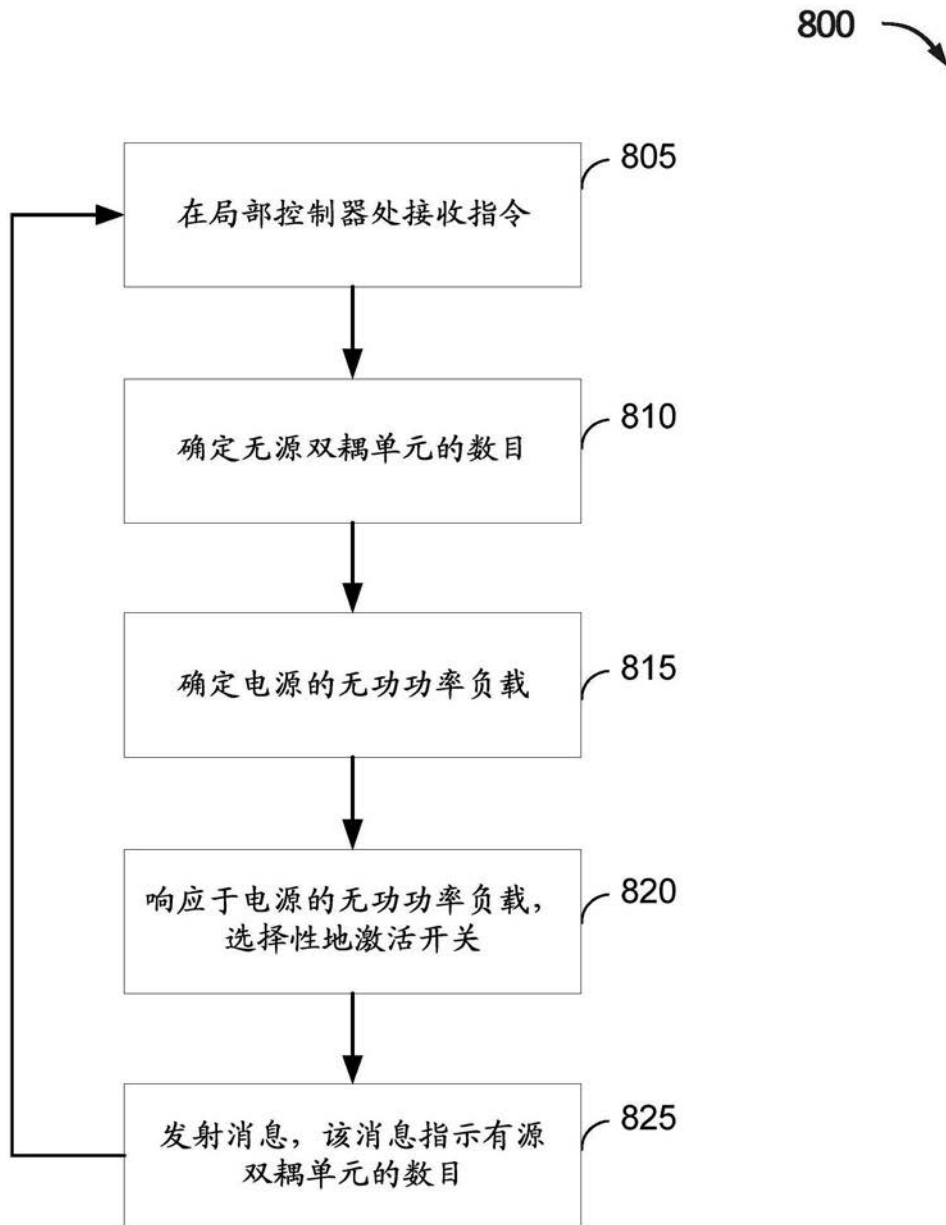 800
805
在局部控制器处接收指令
810
确定无源双耦单元的数目
815
确定电源的无功功率负载
820
响应于电源的无功功率负载，
选择性地激活开关
825
发射消息，该消息指示有源
双耦单元的数目